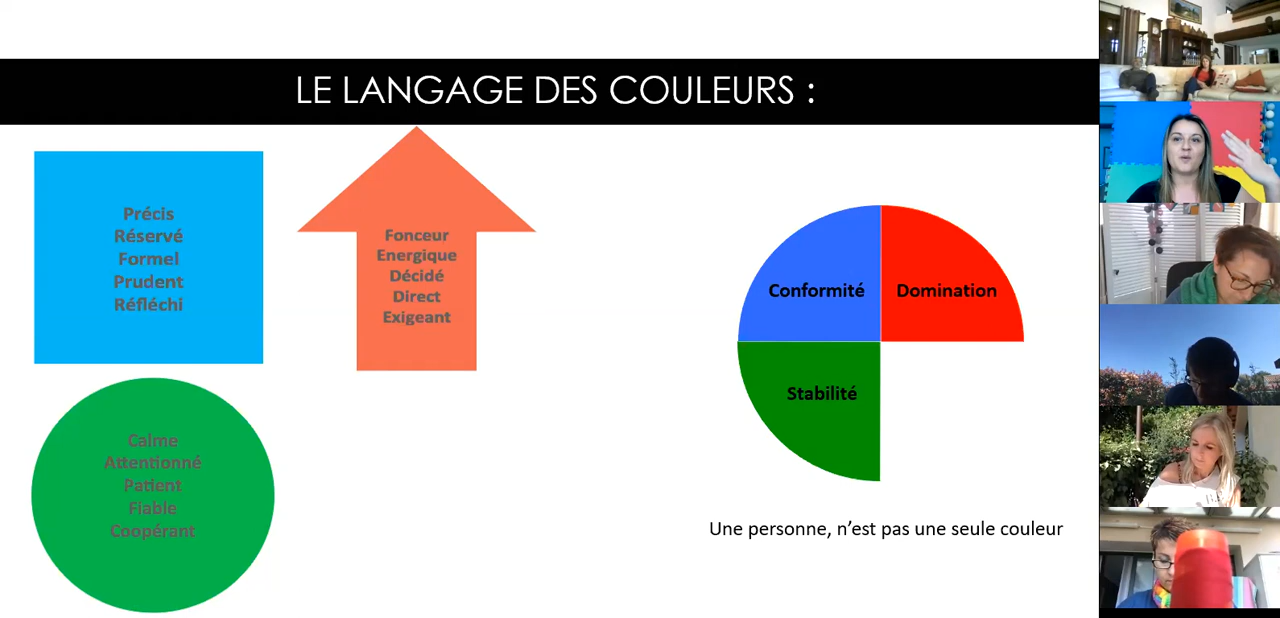 LE LANGAGE DES COULEURS :
Précis
Réservé
Formel
Prudent
Réfléchi
Fonceur
Energique
Décidé
Direct
Exigeant
Calme
Attentionné
Patient
Fiable
Coopérant
Conformité
Domination
Stabilité
Une personne, n’est pas une seule couleur